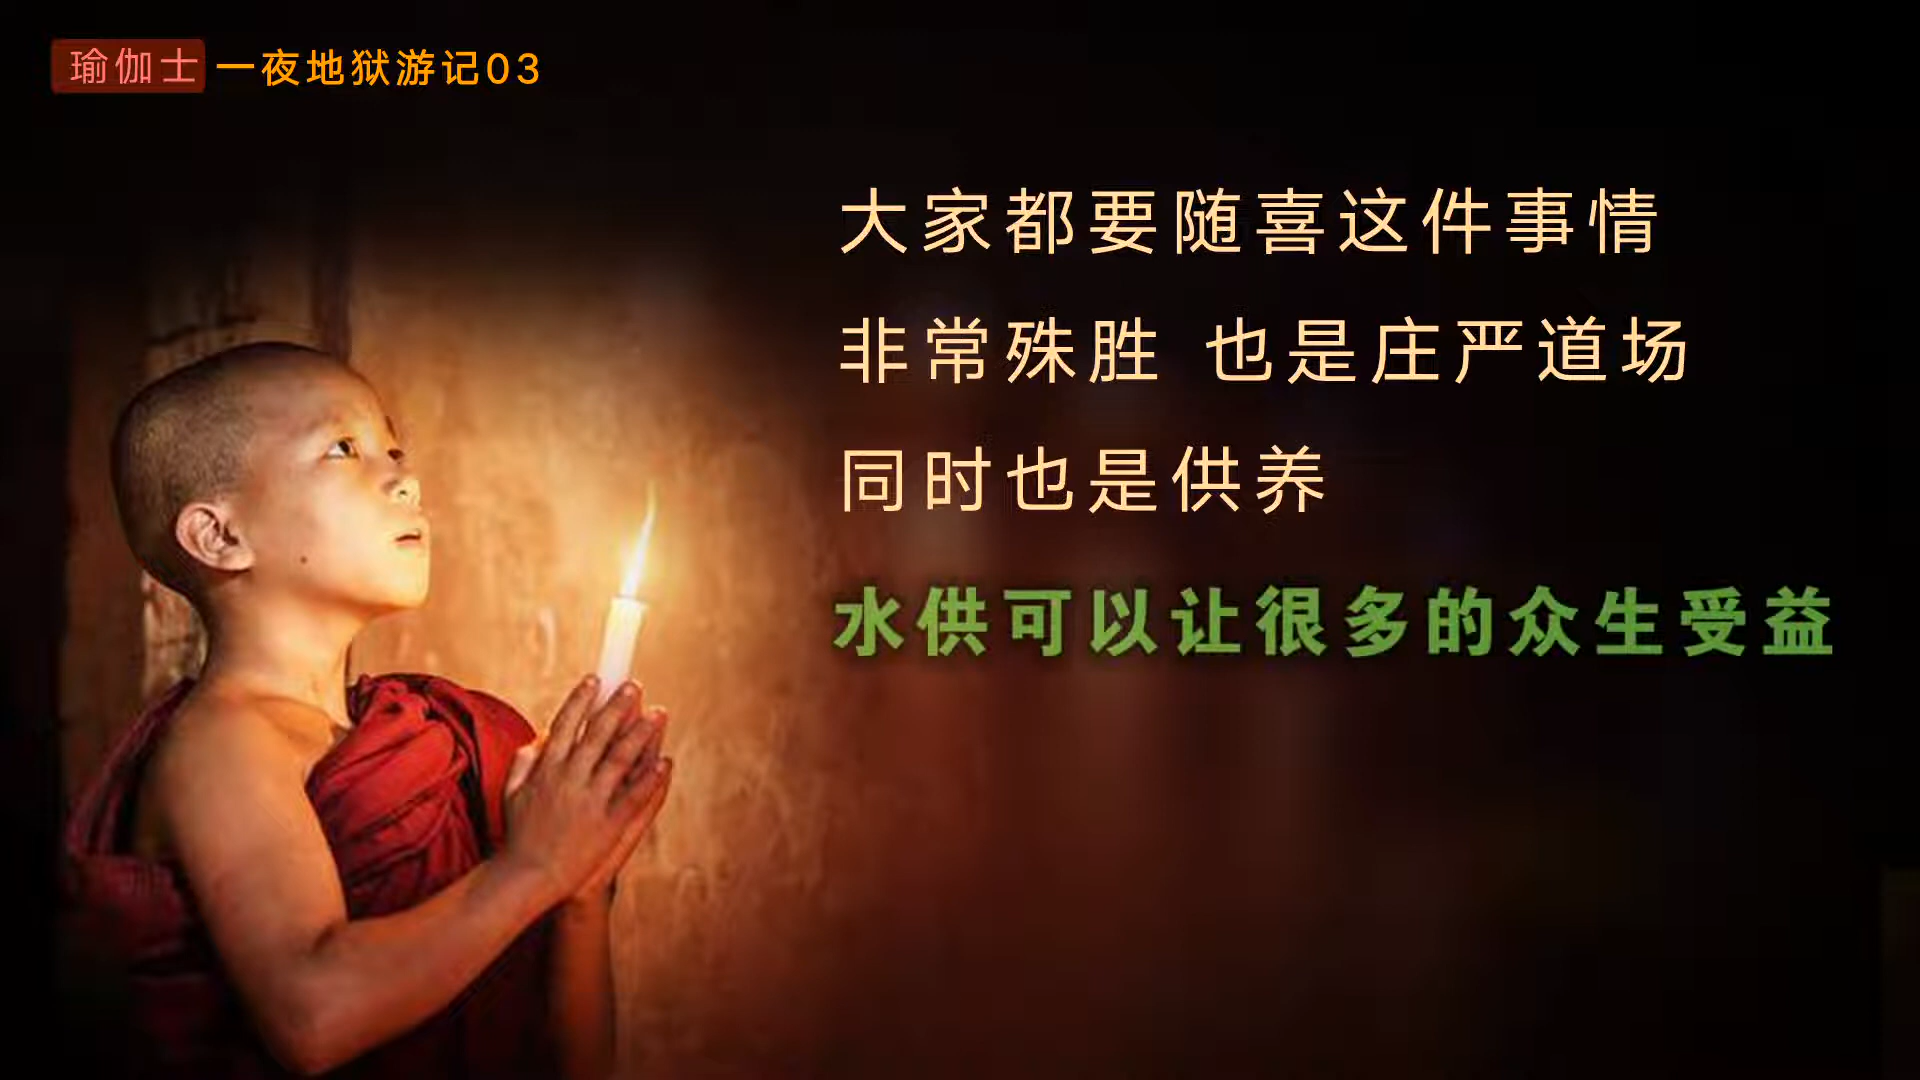 瑜伽士 一夜地狱游记03
大家都要随喜这件事情
非常殊胜 也是庄严道场
同时也是供养
水供可以让很多的众生受益